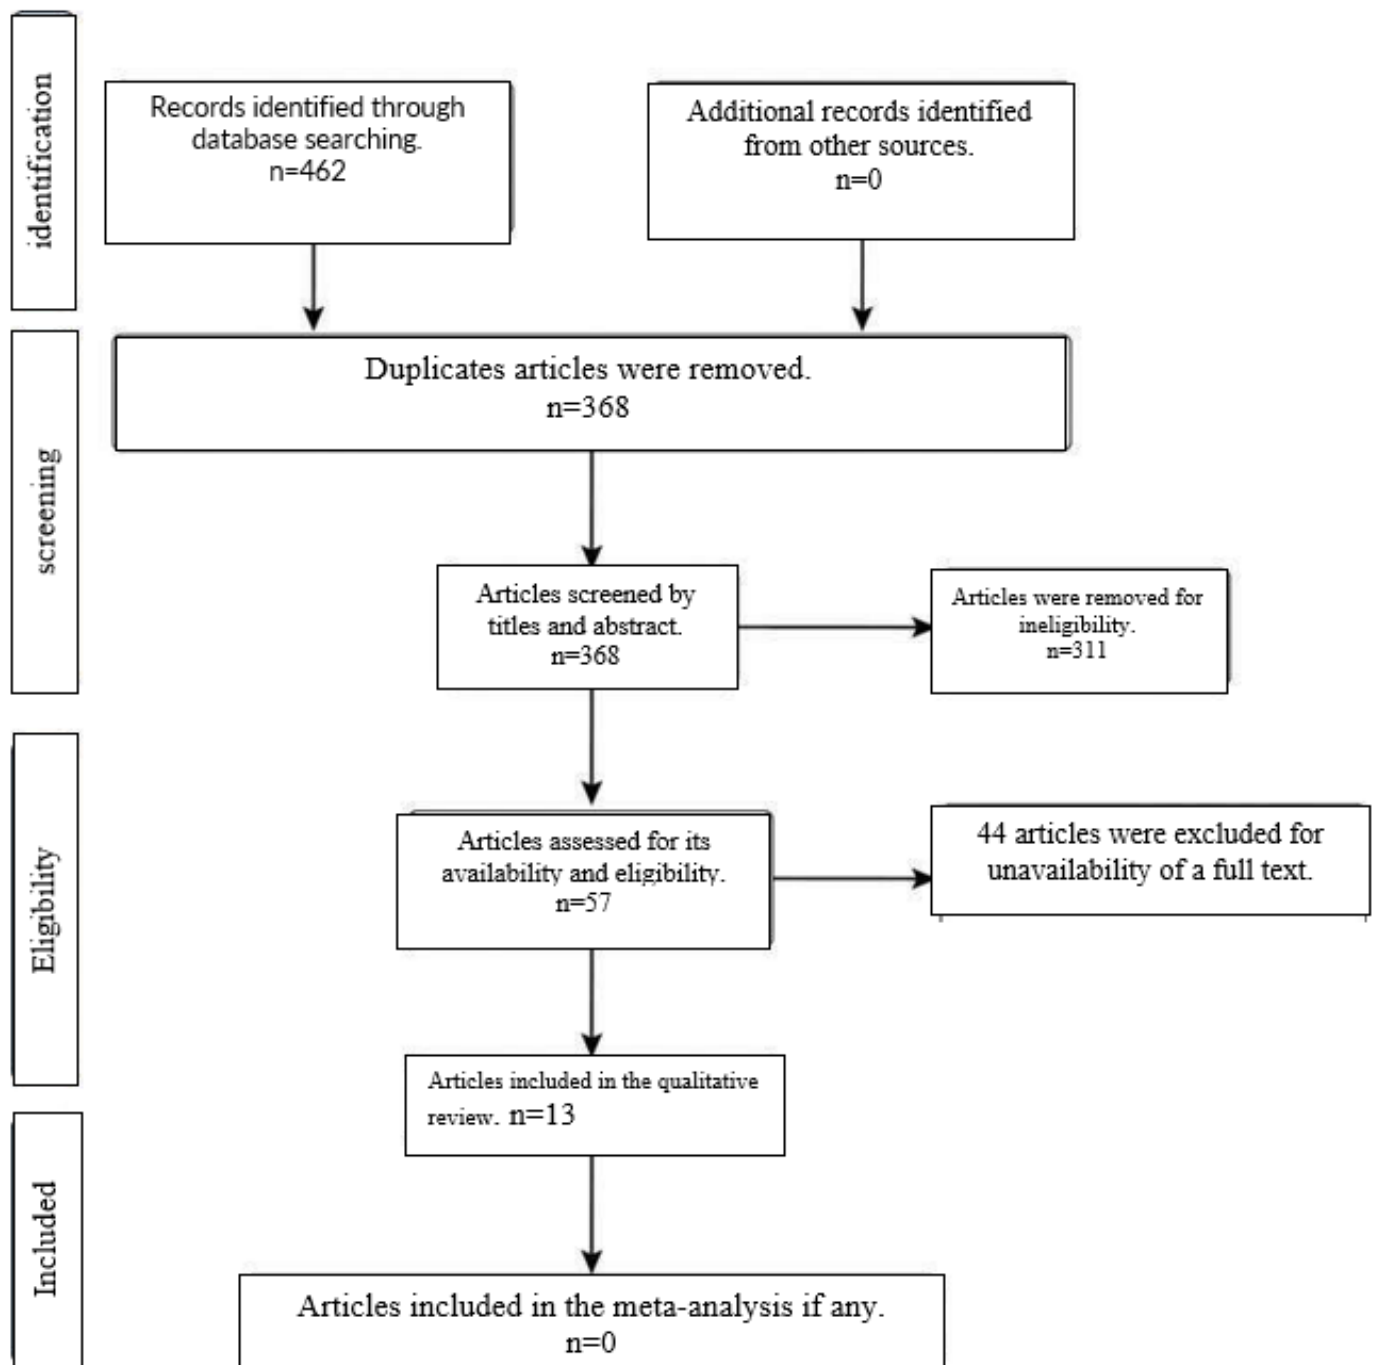 identification
Records identified through
database searching.
n=462
Additional records identified
from other sources.
n=0
screening
Duplicates articles were removed.
n=368
Articles screened by
titles and abstract.
n=368
Articles were removed for
ineligibility.
n=311
Eligibility
Articles assessed for its
availability and eligibility.
n=57
44 articles were excluded for
unavailability of a full text.
Articles included in the qualitative
review. n=13
Included
Articles included in the meta-analysis if any.
n=0